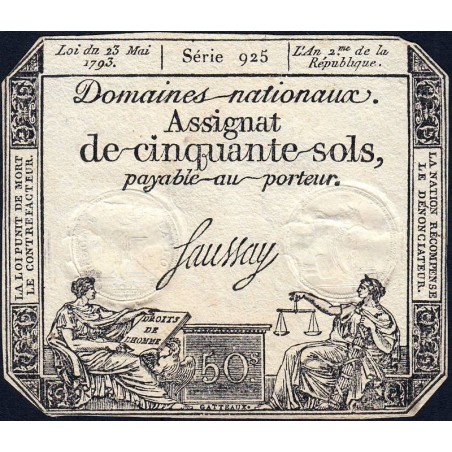 Loi du 23 Mai
1793.
Série 925
L'An 2.me de la
République.
Domaines nationaux.
Assignat
de cinquante sols,
payable au porteur.
Saussay
LA LOI PUNIT DE MORT
LE CONTREFACTEUR.
LA NATION RÉCOMPENSE
LE DÉNONCIATEUR.
DROITS
DE
L'HOMME
50s
GATTEAUX